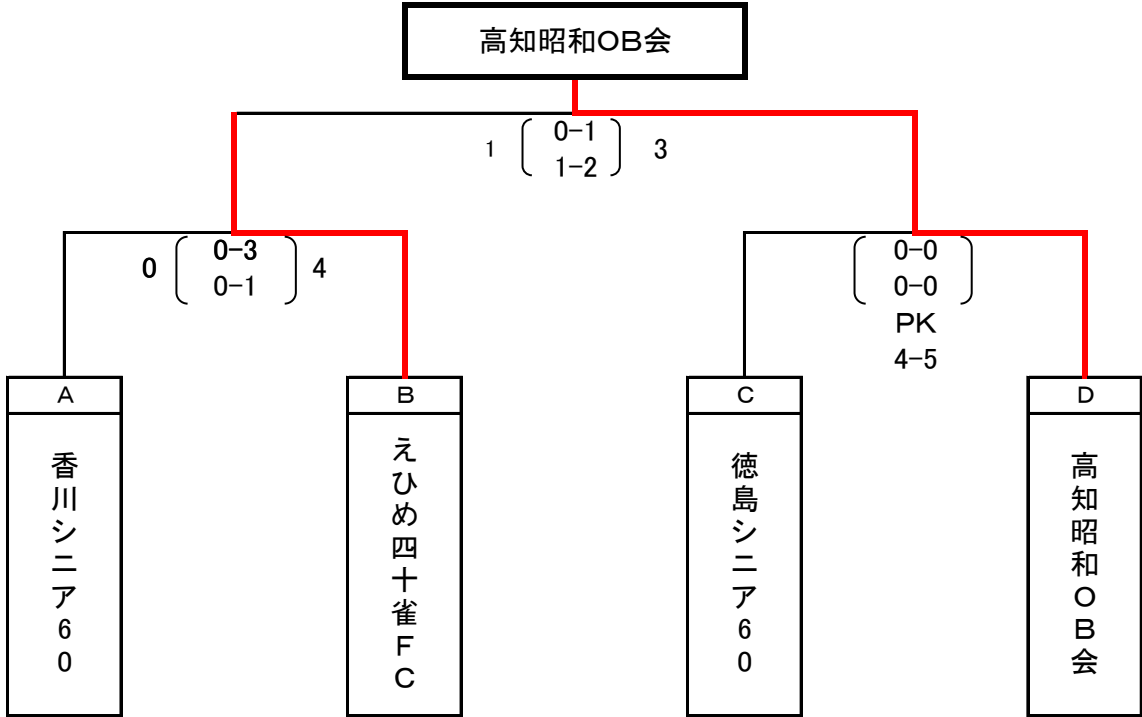 高知昭和OB会
1 0-1 3
1-2
0 0-3 4
0-1
0-0
0-0
PK
4-5
A
B
C
D
香川シニア60
えひめ四十雀FC
徳島シニア60
高知昭和OB会